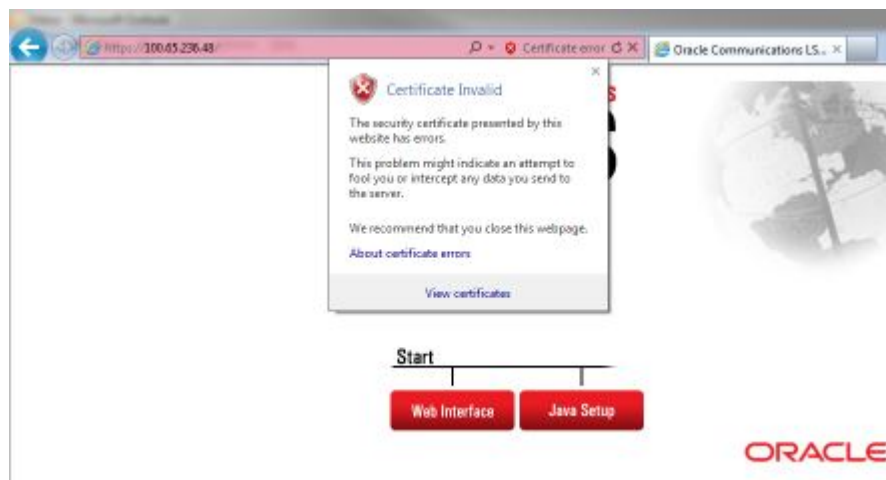 https://100.65.236.48/
Certificate error
Oracle Communications LS...
Certificate Invalid
S
The security certificate presented by this
website has errors.
This problem might indicate an attempt to
fool you or intercept any data you send to
the server.
We recommend that you close this webpage.
About certificate errors
View certificates
Start
Web Interface
Java Setup
ORACLE